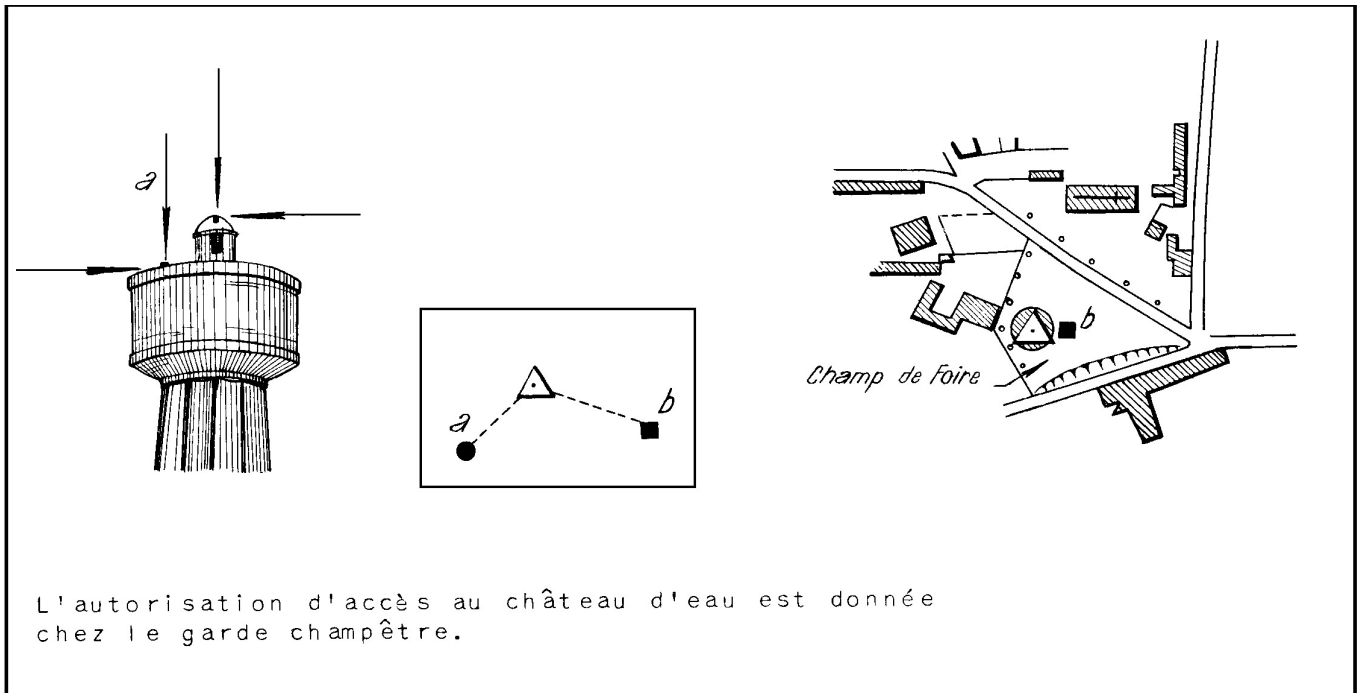 a
a
b
b
Champ de Foire
L'autorisation d'accès au château d'eau est donnée
chez le garde champêtre.